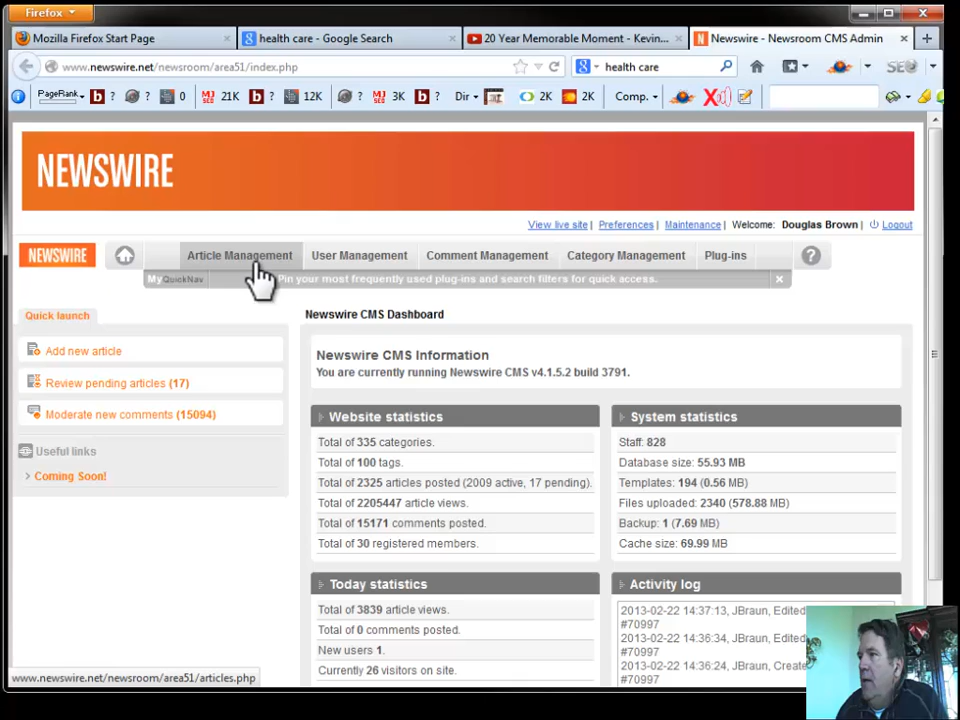 Firefox
Mozilla Firefox Start Page
health care - Google Search
20 Year Memorable Moment - Kevin...
Newswire - Newsroom CMS Admin
www.newswire.net/newsroom/area51/index.php
health care
SE
PageRank
?
?
0
21K
?
12K
?
3K
?
Dir
2K
2K
Comp.
NEWSWIRE
View live site
Preferences
Maintenance
Welcome: Douglas Brown
Logout
NEWSWIRE
Article Management
User Management
Comment Management
Category Management
Plug-ins
?
MyQuickNav
Pin your most frequently used plug-ins and search filters for quick access.
Quick launch
Newswire CMS Dashboard
Add new article
Review pending articles (17)
Moderate new comments (15094)
Useful links
Coming Soon!
Newswire CMS Information
You are currently running Newswire CMS v4.1.5.2 build 3791.
Website statistics
Total of 335 categories.
Total of 100 tags.
Total of 2325 articles posted (2009 active, 17 pending).
Total of 2205447 article views.
Total of 15171 comments posted.
Total of 30 registered members.
System statistics
Staff: 828
Database size: 55.93 MB
Templates: 194 (0.56 MB)
Files uploaded: 2340 (578.88 MB)
Backup: 1 (7.69 MB)
Cache size: 69.99 MB
Today statistics
Total of 3839 article views.
Total of 0 comments posted.
New users 1.
Currently 26 visitors on site.
Activity log
2013-02-22 14:37:13, JBraun, Edited
#70997
2013-02-22 14:36:34, JBraun, Edited
#70997
2013-02-22 14:36:24, JBraun, Create
#70997
www.newswire.net/newsroom/area51/articles.php